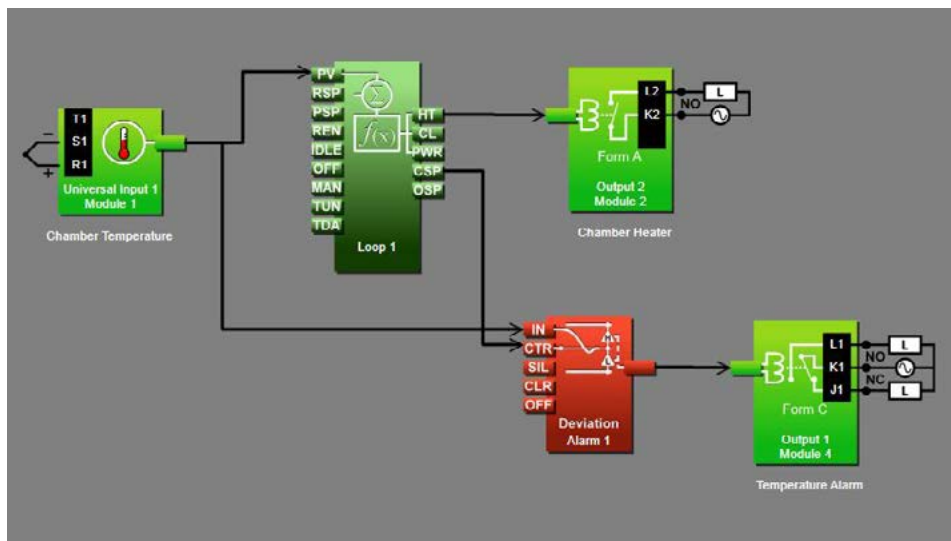 T1
S1
R1
−
+
Universal Input 1
Module 1
Chamber Temperature
PV
RSP
PSP
REN
IDLE
OFF
MAN
TUN
TDA
Σ
f(x)
HT
CL
PWR
CSP
OSP
Loop 1
L2
K2
NO
L
Form A
Output 2
Module 2
Chamber Heater
IN
CTR
SIL
CLR
OFF
Deviation
Alarm 1
L1
K1
J1
NO
NC
L
L
Form C
Output 1
Module 4
Temperature Alarm